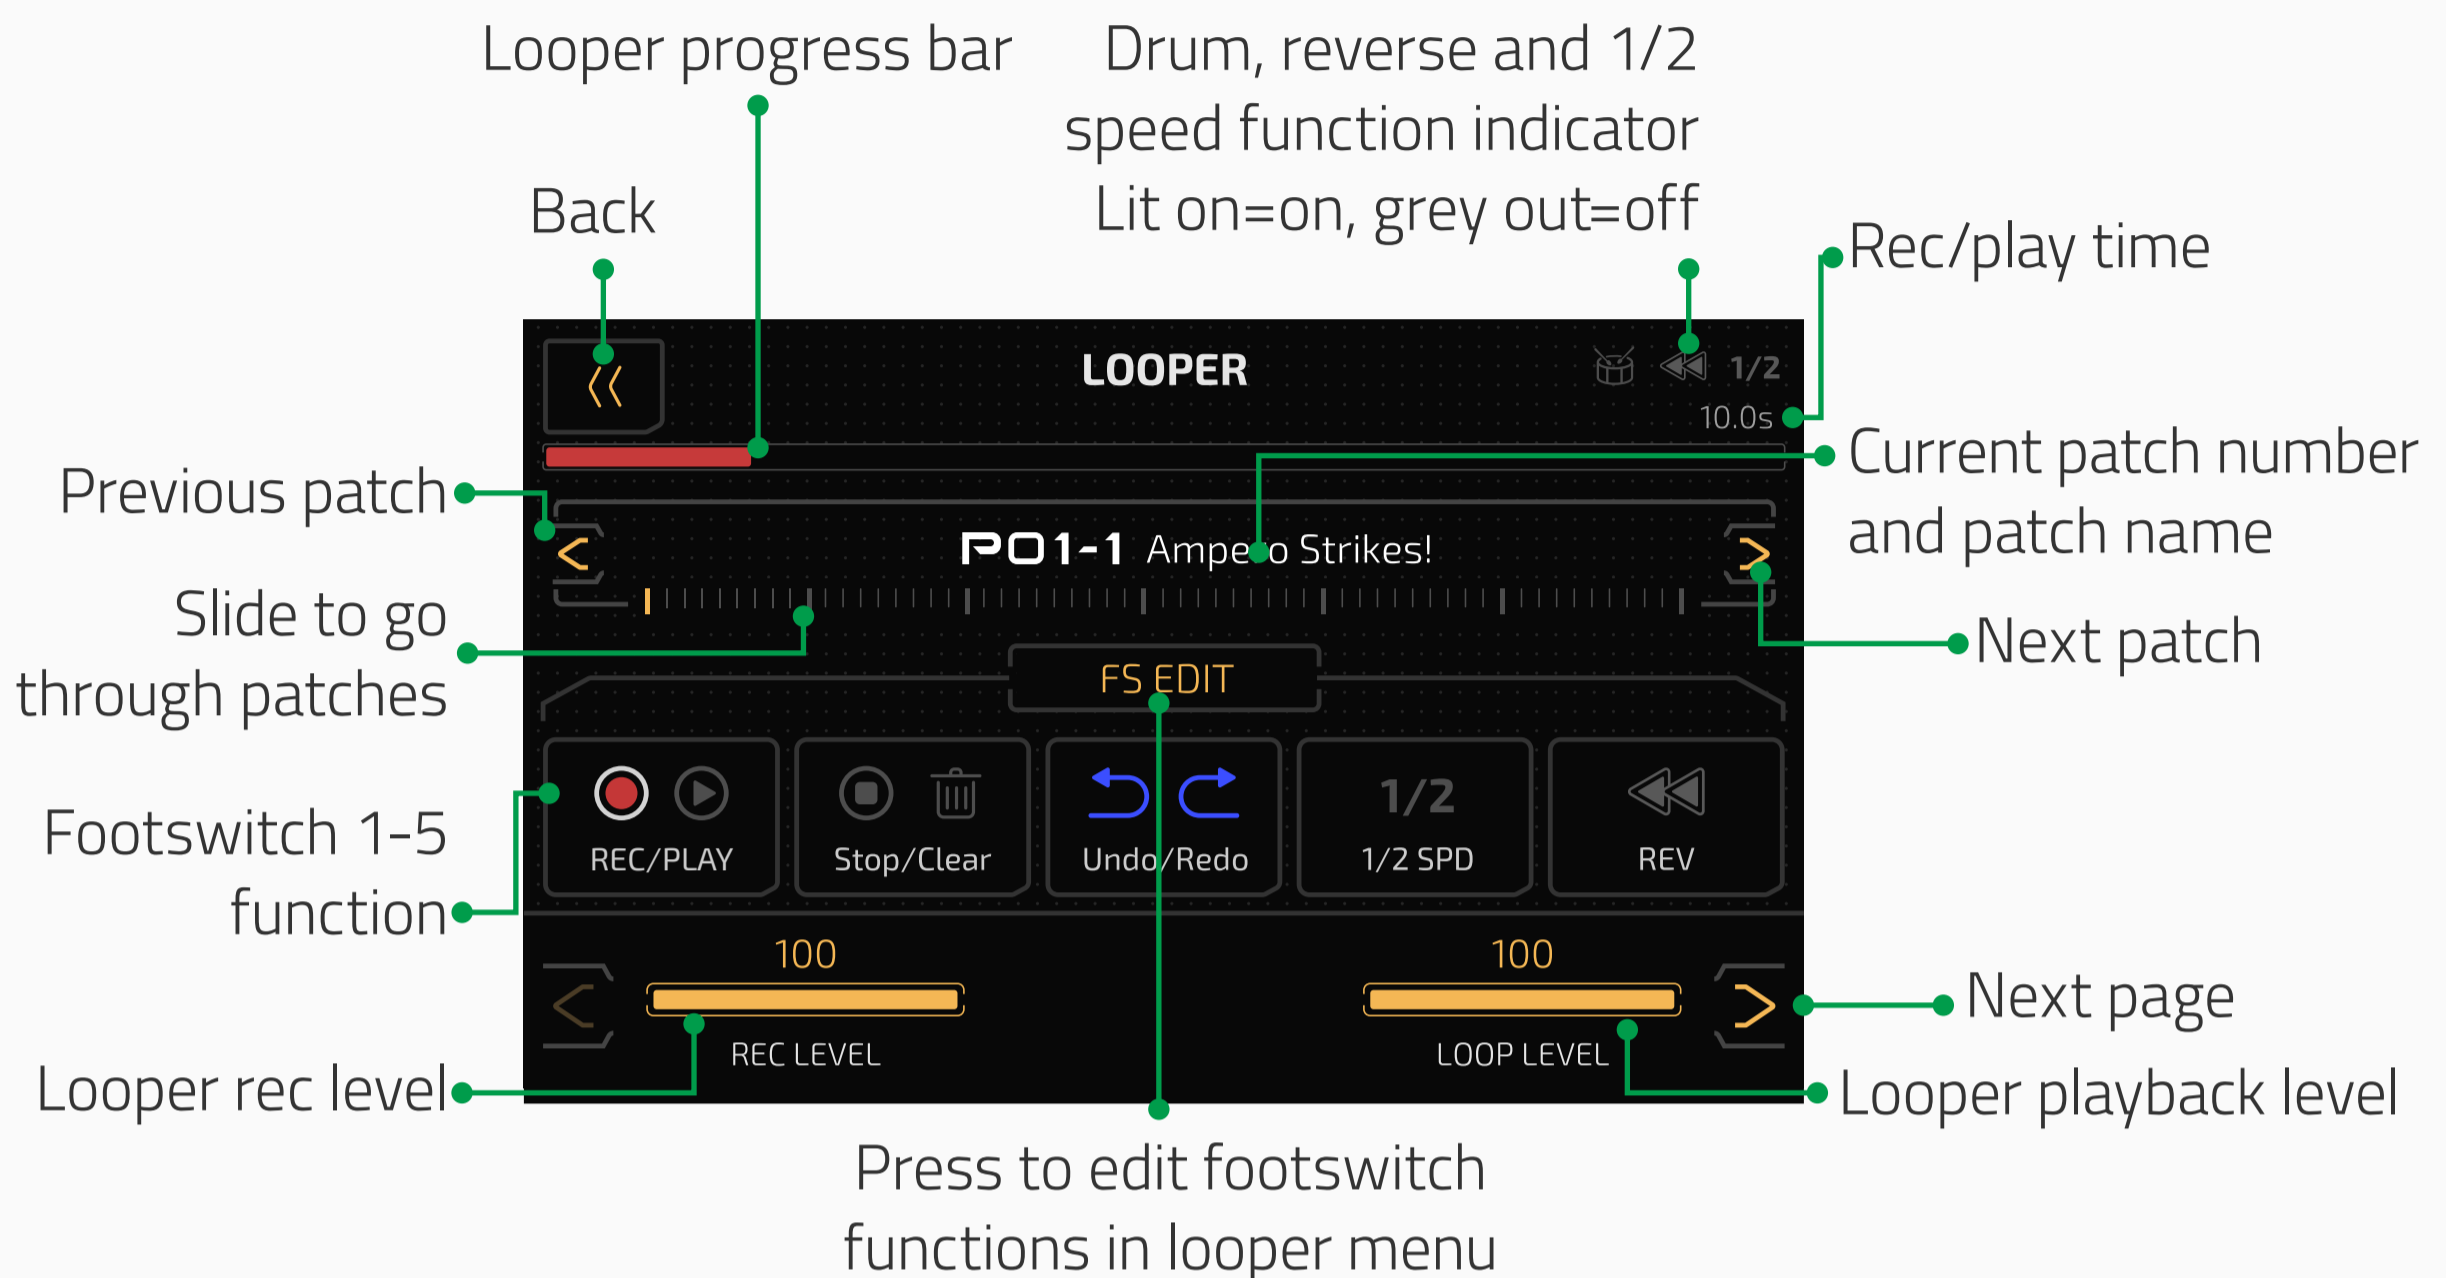 Looper progress bar
Drum, reverse and 1/2
speed function indicator
Lit on=on, grey out=off
Back
Rec/play time
LOOPER
1/2
10.0s
Current patch number
and patch name
Previous patch
P01-1 Ampero Strikes!
Slide to go
through patches
Next patch
FS EDIT
Footswitch 1-5
function
REC/PLAY
Stop/Clear
Undo/Redo
1/2
1/2 SPD
REV
100
100
REC LEVEL
LOOP LEVEL
Next page
Looper rec level
Looper playback level
Press to edit footswitch
functions in looper menu